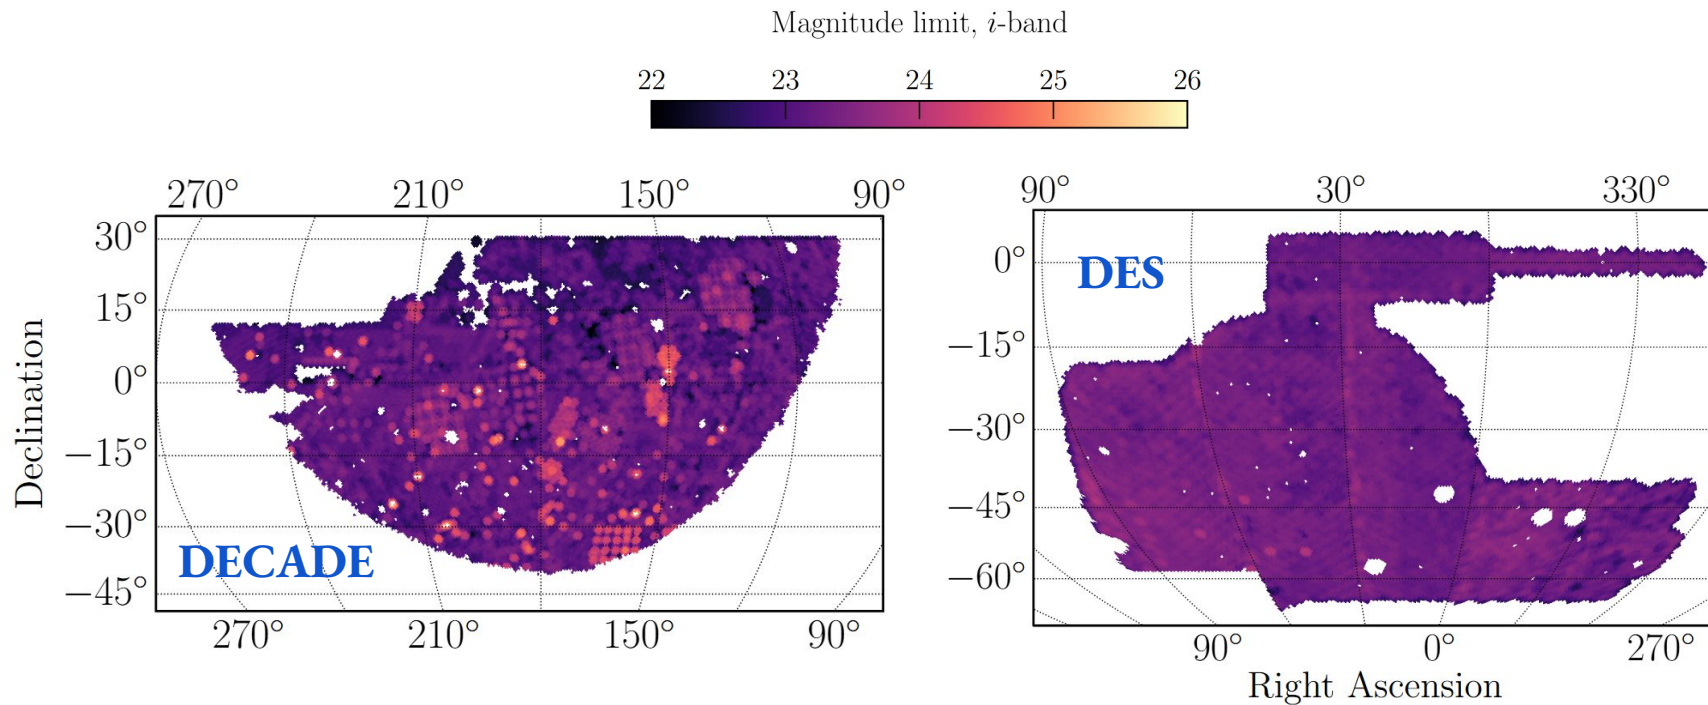 Magnitude limit, i-band
22 23 24 25 26
270° 210° 150° 90°
30°
15°
0°
−15°
−30°
−45°
Declination
DECADE
270° 210° 150° 90°
90° 30° 330°
0°
−15°
−30°
−45°
−60°
DES
90° 0° 270°
Right Ascension